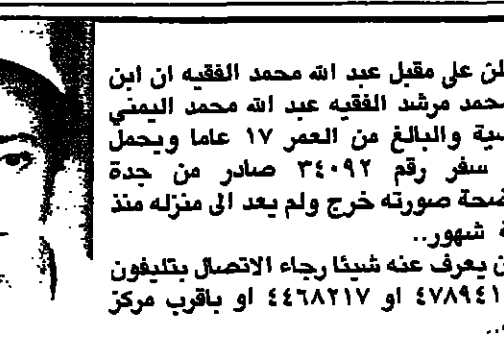 لن على مقبل عبد الله محمد الفقيه ان ابن
محمد مرشد الفقيه عبد الله محمد اليمني
سية والبالغ من العمر ١٧ عاما ويحمل
سفر رقم ٣٤٠٩٢ صادر من جدة
ضحة صورته خرج ولم يعد الى منزله منذ
ة شهور..
ن يعرف عنه شيئا رجاء الاتصال بتليفون
٤٧٨٩٤١ او ٤٤٦٨٢١٧ او باقرب مركز
..